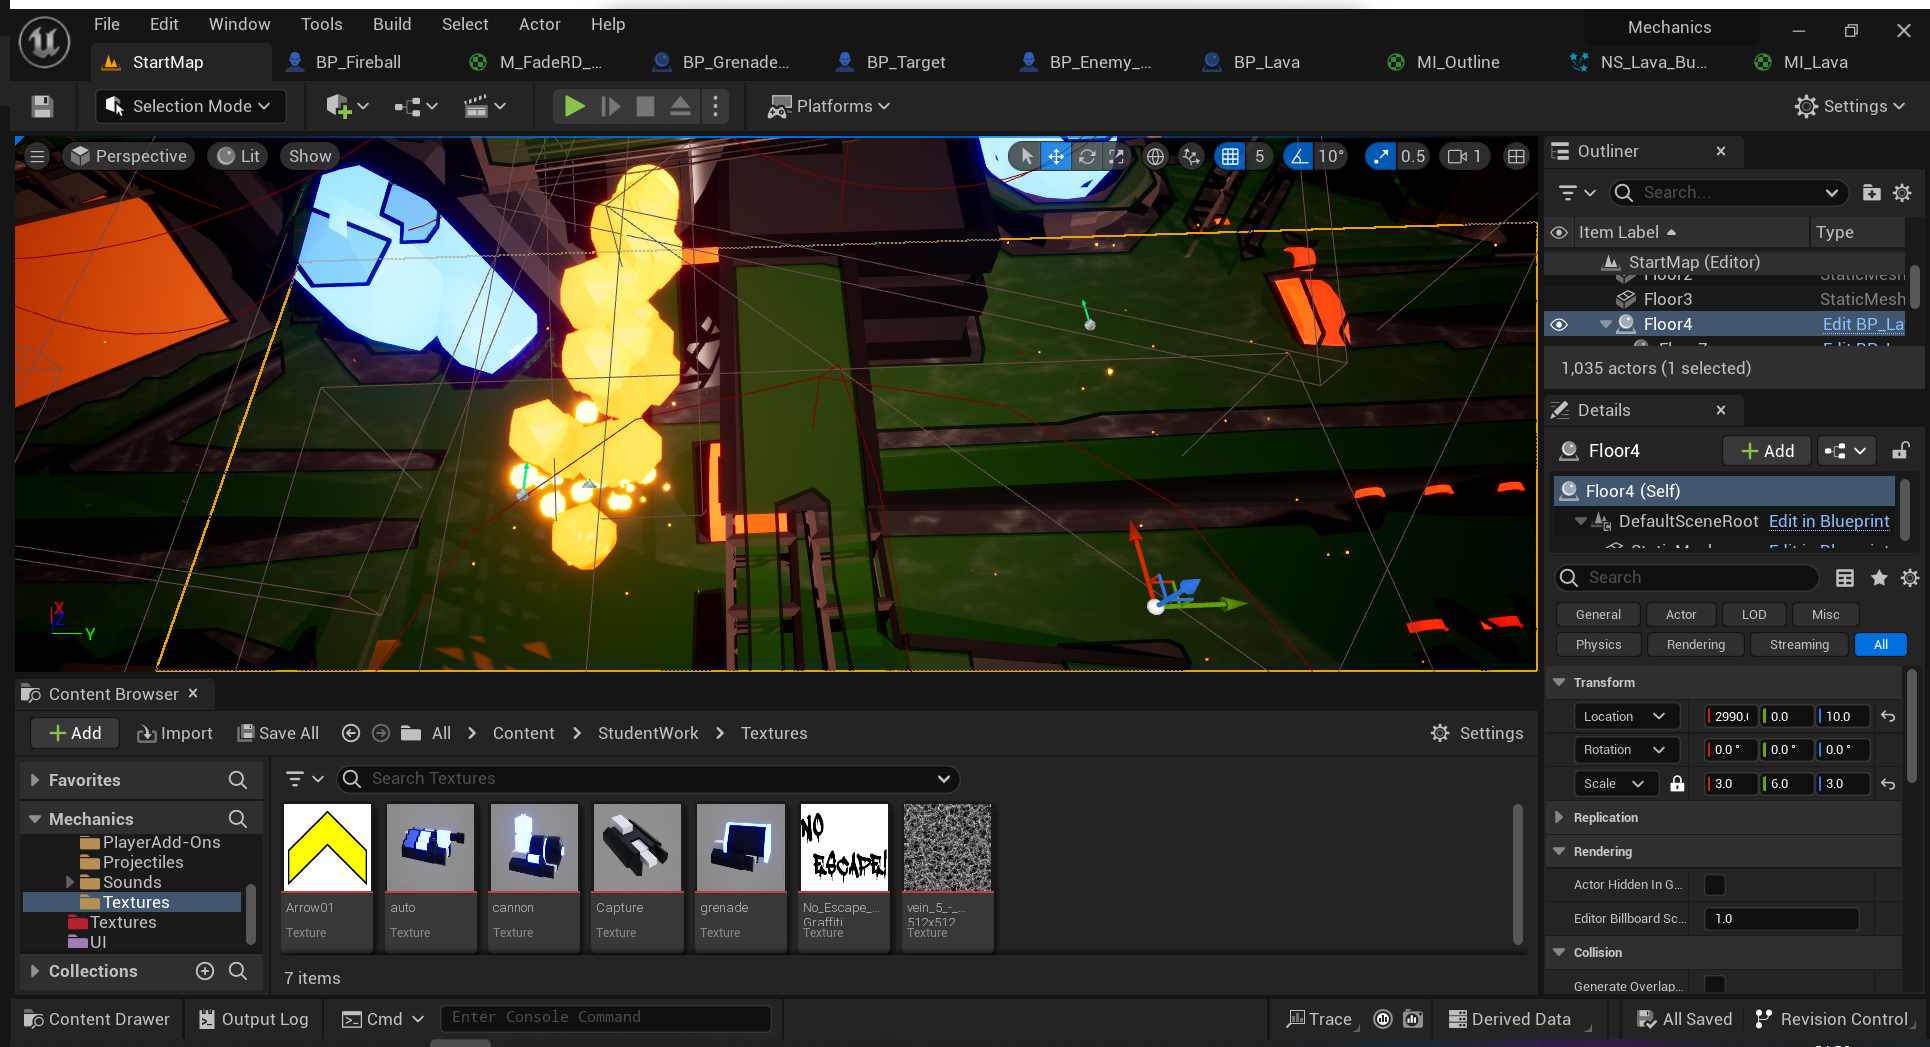 File Edit Window Tools Build Select Actor Help
Mechanics
StartMap BP_Fireball M_FadeRD_... BP_Grenade... BP_Target BP_Enemy_... BP_Lava MI_Outline NS_Lava_Bu... MI_Lava
Selection Mode
Platforms
Settings
Perspective Lit Show
5 10° 0.5 1
X
Z
Y
Outliner
Search...
Item Label Type
StartMap (Editor)
Floor2 StaticMesh
Floor3 StaticMesh
Floor4 Edit BP_La
1,035 actors (1 selected)
Details
Floor4 Add
Floor4 (Self)
DefaultSceneRoot Edit in Blueprint
Search
General Actor LOD Misc
Physics Rendering Streaming All
Transform
Location 2990.( 0.0 10.0
Rotation 0.0 ° 0.0 ° 0.0 °
Scale 3.0 6.0 3.0
Replication
Rendering
Actor Hidden In G...
Editor Billboard Sc... 1.0
Collision
Generate Overlap...
Content Browser
Add Import Save All All > Content > StudentWork > Textures Settings
Favorites
Mechanics
PlayerAdd-Ons
Projectiles
Sounds
Textures
Textures
UI
Collections
Search Textures
NO
ESCAPE!
Arrow01
Texture
auto
Texture
cannon
Texture
Capture
Texture
grenade
Texture
No_Escape_...
Graffiti
Texture
vein_5_-_...
512x512
Texture
7 items
Content Drawer Output Log Cmd Enter Console Command Trace Derived Data All Saved Revision Control